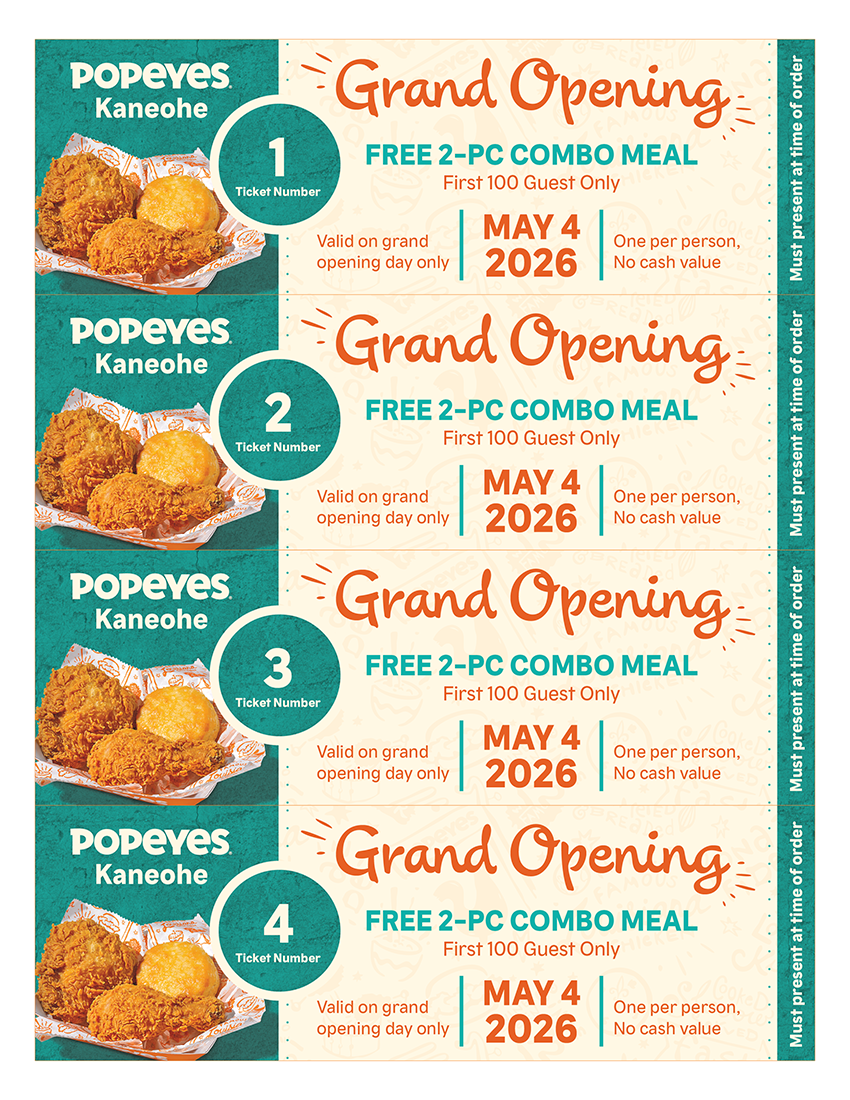 POPEYES
Kaneohe
1
Ticket Number
Grand Opening
FREE 2-PC COMBO MEAL
First 100 Guest Only
Valid on grand
opening day only
MAY 4
2026
One per person,
No cash value
Must present at time of order
POPEYES
Kaneohe
2
Ticket Number
Grand Opening
FREE 2-PC COMBO MEAL
First 100 Guest Only
Valid on grand
opening day only
MAY 4
2026
One per person,
No cash value
Must present at time of order
POPEYES
Kaneohe
3
Ticket Number
Grand Opening
FREE 2-PC COMBO MEAL
First 100 Guest Only
Valid on grand
opening day only
MAY 4
2026
One per person,
No cash value
Must present at time of order
POPEYES
Kaneohe
4
Ticket Number
Grand Opening
FREE 2-PC COMBO MEAL
First 100 Guest Only
Valid on grand
opening day only
MAY 4
2026
One per person,
No cash value
Must present at time of order